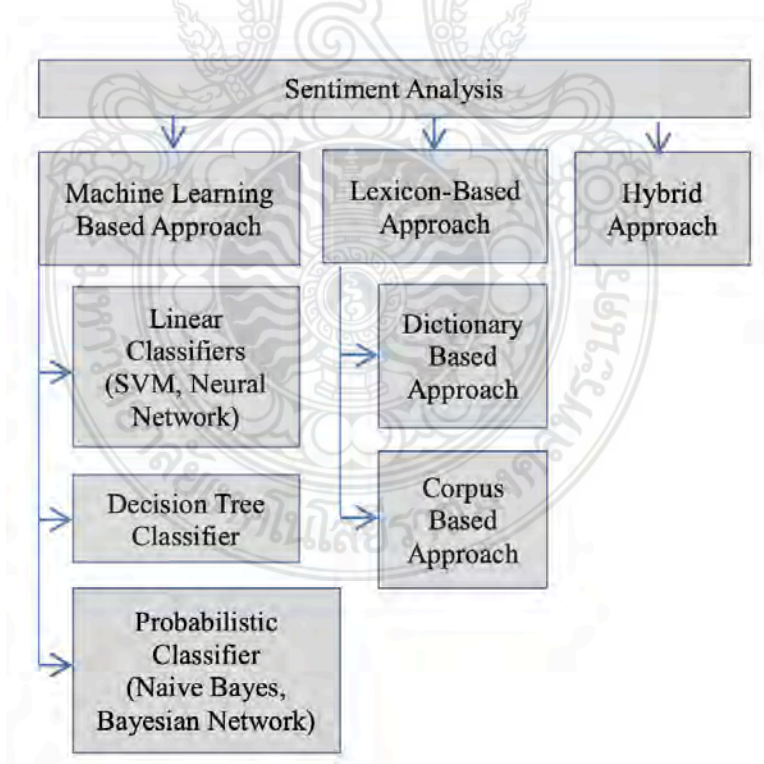 Sentiment Analysis
Machine Learning
Based Approach
Lexicon-Based
Approach
Hybrid
Approach
Linear
Classifiers
(SVM, Neural
Network)
Decision Tree
Classifier
Probabilistic
Classifier
(Naive Bayes,
Bayesian Network)
Dictionary
Based
Approach
Corpus
Based
Approach